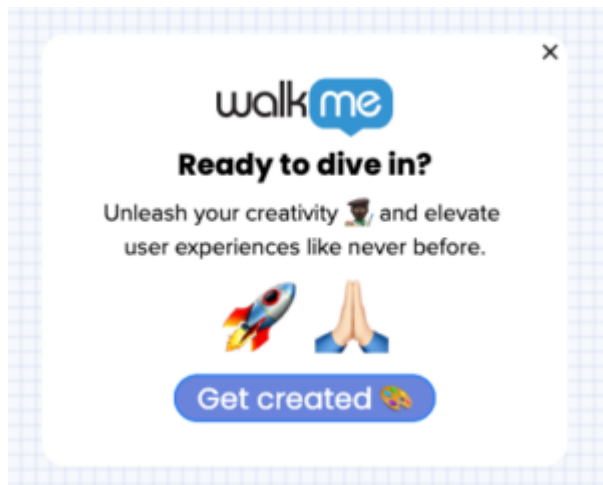 walkme
Ready to dive in?
Unleash your creativity 👨🏿‍🎨 and elevate
user experiences like never before.
🚀 🙏🏻
Get created 🎨